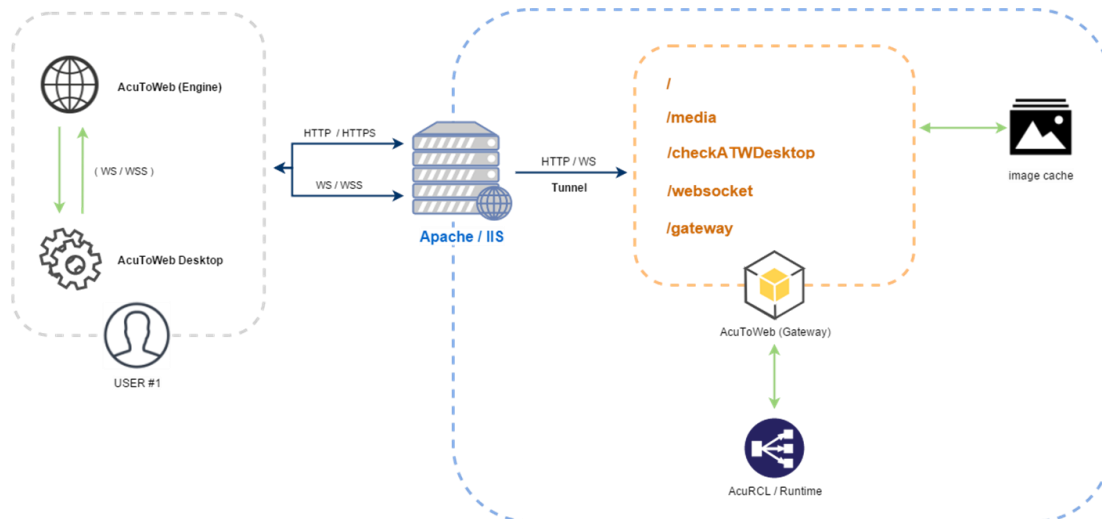 AcuToWeb (Engine)
( WS / WSS )
AcuToWeb Desktop
USER #1
HTTP / HTTPS
WS / WSS
Apache / IIS
HTTP / WS
Tunnel
/
/media
/checkATWDesktop
/websocket
/gateway
AcuToWeb (Gateway)
image cache
AcuRCL / Runtime